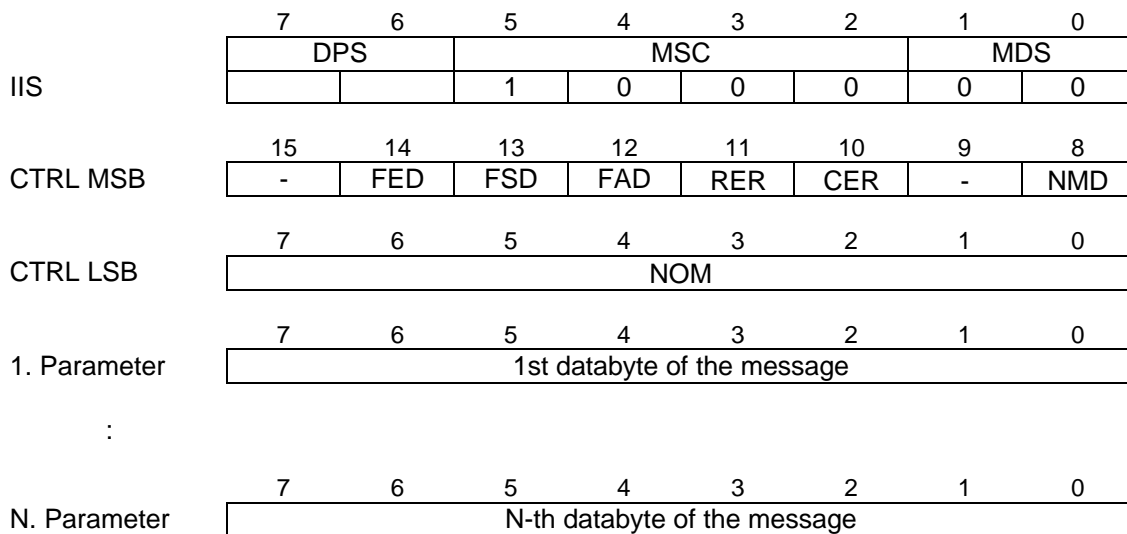 7 6 5 4 3 2 1 0
DPS MSC MDS
IIS 1 0 0 0 0 0
15 14 13 12 11 10 9 8
CTRL MSB - FED FSD FAD RER CER - NMD
7 6 5 4 3 2 1 0
CTRL LSB NOM
7 6 5 4 3 2 1 0
1. Parameter 1st databyte of the message
:
7 6 5 4 3 2 1 0
N. Parameter N-th databyte of the message